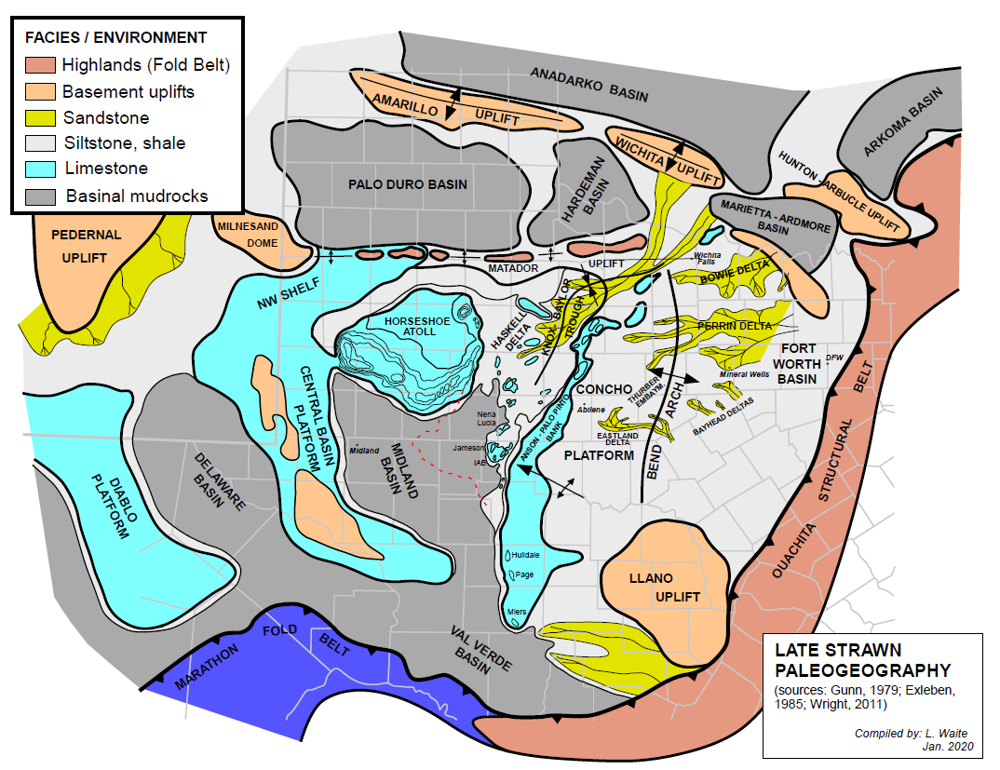 FACIES / ENVIRONMENT
Highlands (Fold Belt)
Basement uplifts
Sandstone
Siltstone, shale
Limestone
Basinal mudrocks
ANADARKO BASIN
AMARILLO UPLIFT
ARKOMA BASIN
WICHITA UPLIFT
HUNTON - ARBUCLE UPLIFT
PALO DURO BASIN
HARDEMAN
BASIN
MARIETTA - ARDMORE
BASIN
PEDERNAL
UPLIFT
MILNESAND
DOME
MATADOR UPLIFT
Wichita
Falls
BOWIE DELTA
NW SHELF
HORSESHOE
ATOLL
HASKELL
DELTA
KNOX - BAYLOR
TROUGH
PERRIN DELTA
FORT
WORTH
BASIN
DFW
Mineral Wells
CENTRAL BASIN
PLATFORM
CONCHO
PLATFORM
Abilene
THURBER
EMBAYM.
BEND ARCH
BAYHEAD DELTAS
Nena
Lucia
ANSON - PALO PINTO
BANK
EASTLAND
DELTA
Jameson
IAB
Midland
MIDLAND
BASIN
DELAWARE
BASIN
DIABLO
PLATFORM
OUACHITA STRUCTURAL BELT
Hulldale
Page
Miers
LLANO
UPLIFT
VAL VERDE
BASIN
MARATHON FOLD BELT
LATE STRAWN
PALEOGEOGRAPHY
(sources: Gunn, 1979; Exleben,
1985; Wright, 2011)
Compiled by: L. Waite
Jan. 2020